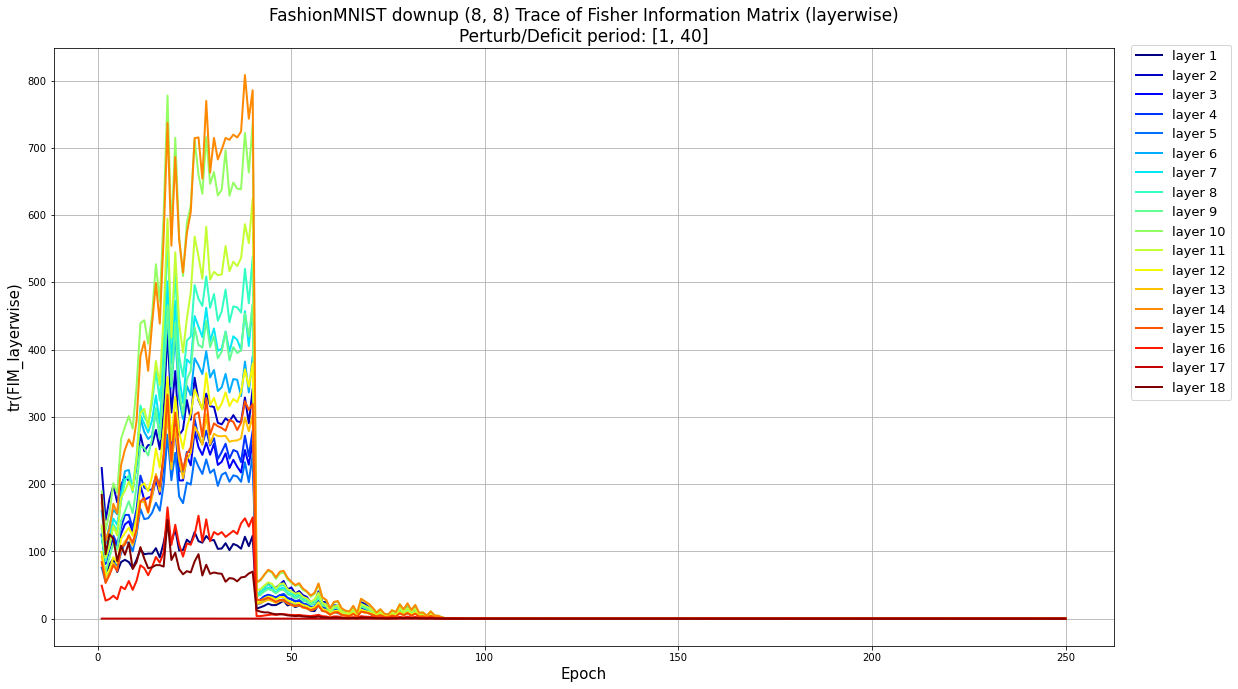 FashionMNIST downup (8, 8) Trace of Fisher Information Matrix (layerwise)
Perturb/Deficit period: [1, 40]
tr(FIM_layerwise)
800
700
600
500
400
300
200
100
0
0
50
100
150
200
250
Epoch
layer 1
layer 2
layer 3
layer 4
layer 5
layer 6
layer 7
layer 8
layer 9
layer 10
layer 11
layer 12
layer 13
layer 14
layer 15
layer 16
layer 17
layer 18